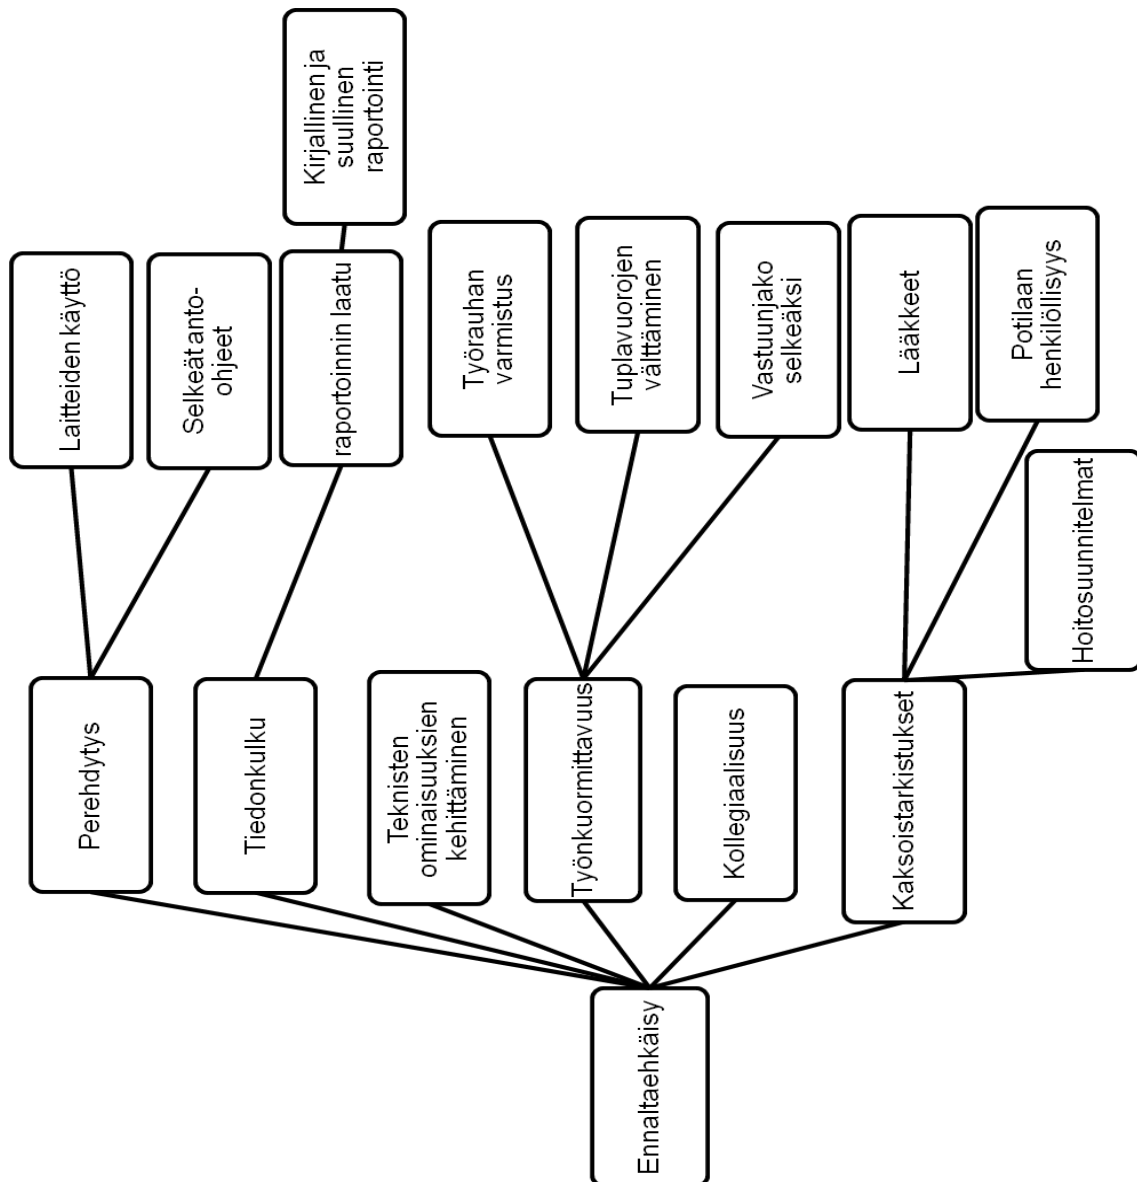 Ennaltaehkäisy
Perehdytys
Laitteiden käyttö
Selkeät anto-
ohjeet
Tiedonkulku
raportoinnin laatu
Kirjallinen ja
suullinen
raportointi
Teknisten
ominaisuuksien
kehittäminen
Työnkuormittavuus
Työrauhan
varmistus
Tuplavuorojen
välttäminen
Vastuunjako
selkeäksi
Kollegiaalisuus
Kaksoistarkistukset
Lääkkeet
Potilaan
henkilöllisyys
Hoitosuunnitelmat